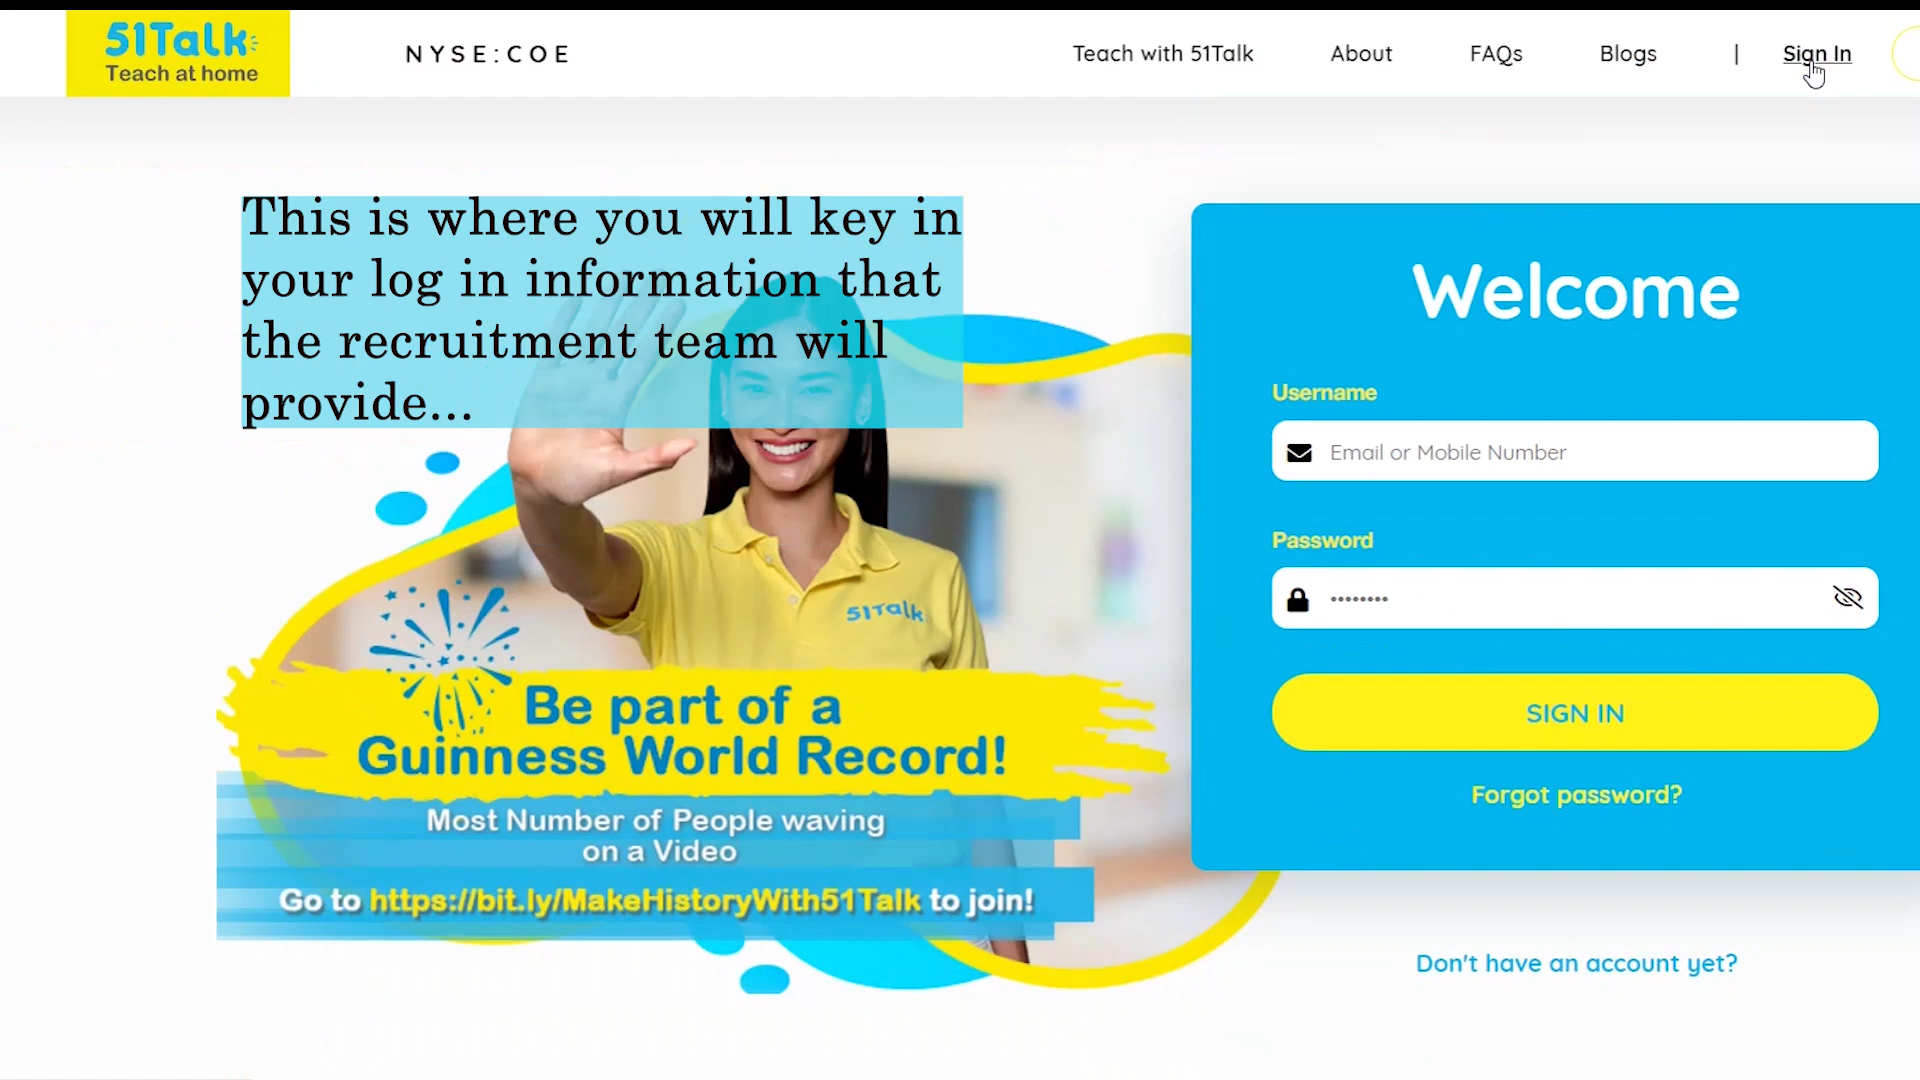 51Talk
Teach at home
NYSE:COE
Teach with 51Talk
About
FAQs
Blogs
|
Sign In
This is where you will key in
your log in information that
the recruitment team will
provide...
51Talk
Be part of a
Guinness World Record!
Most Number of People waving
on a Video
Go to https://bit.ly/MakeHistoryWith51Talk to join!
Welcome
Username
Email or Mobile Number
Password
SIGN IN
Forgot password?
Don't have an account yet?